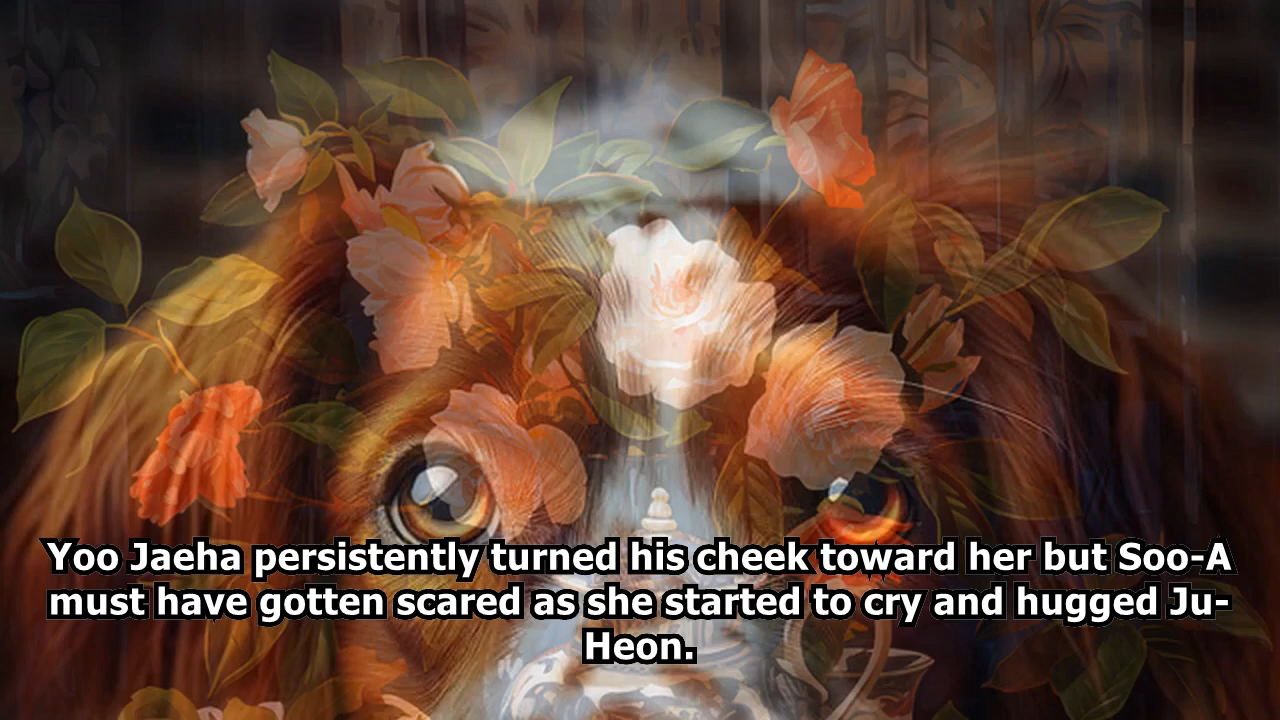 Yoo Jaeha persistently turned his cheek toward her but Soo-A
must have gotten scared as she started to cry and hugged Ju-
Heon.